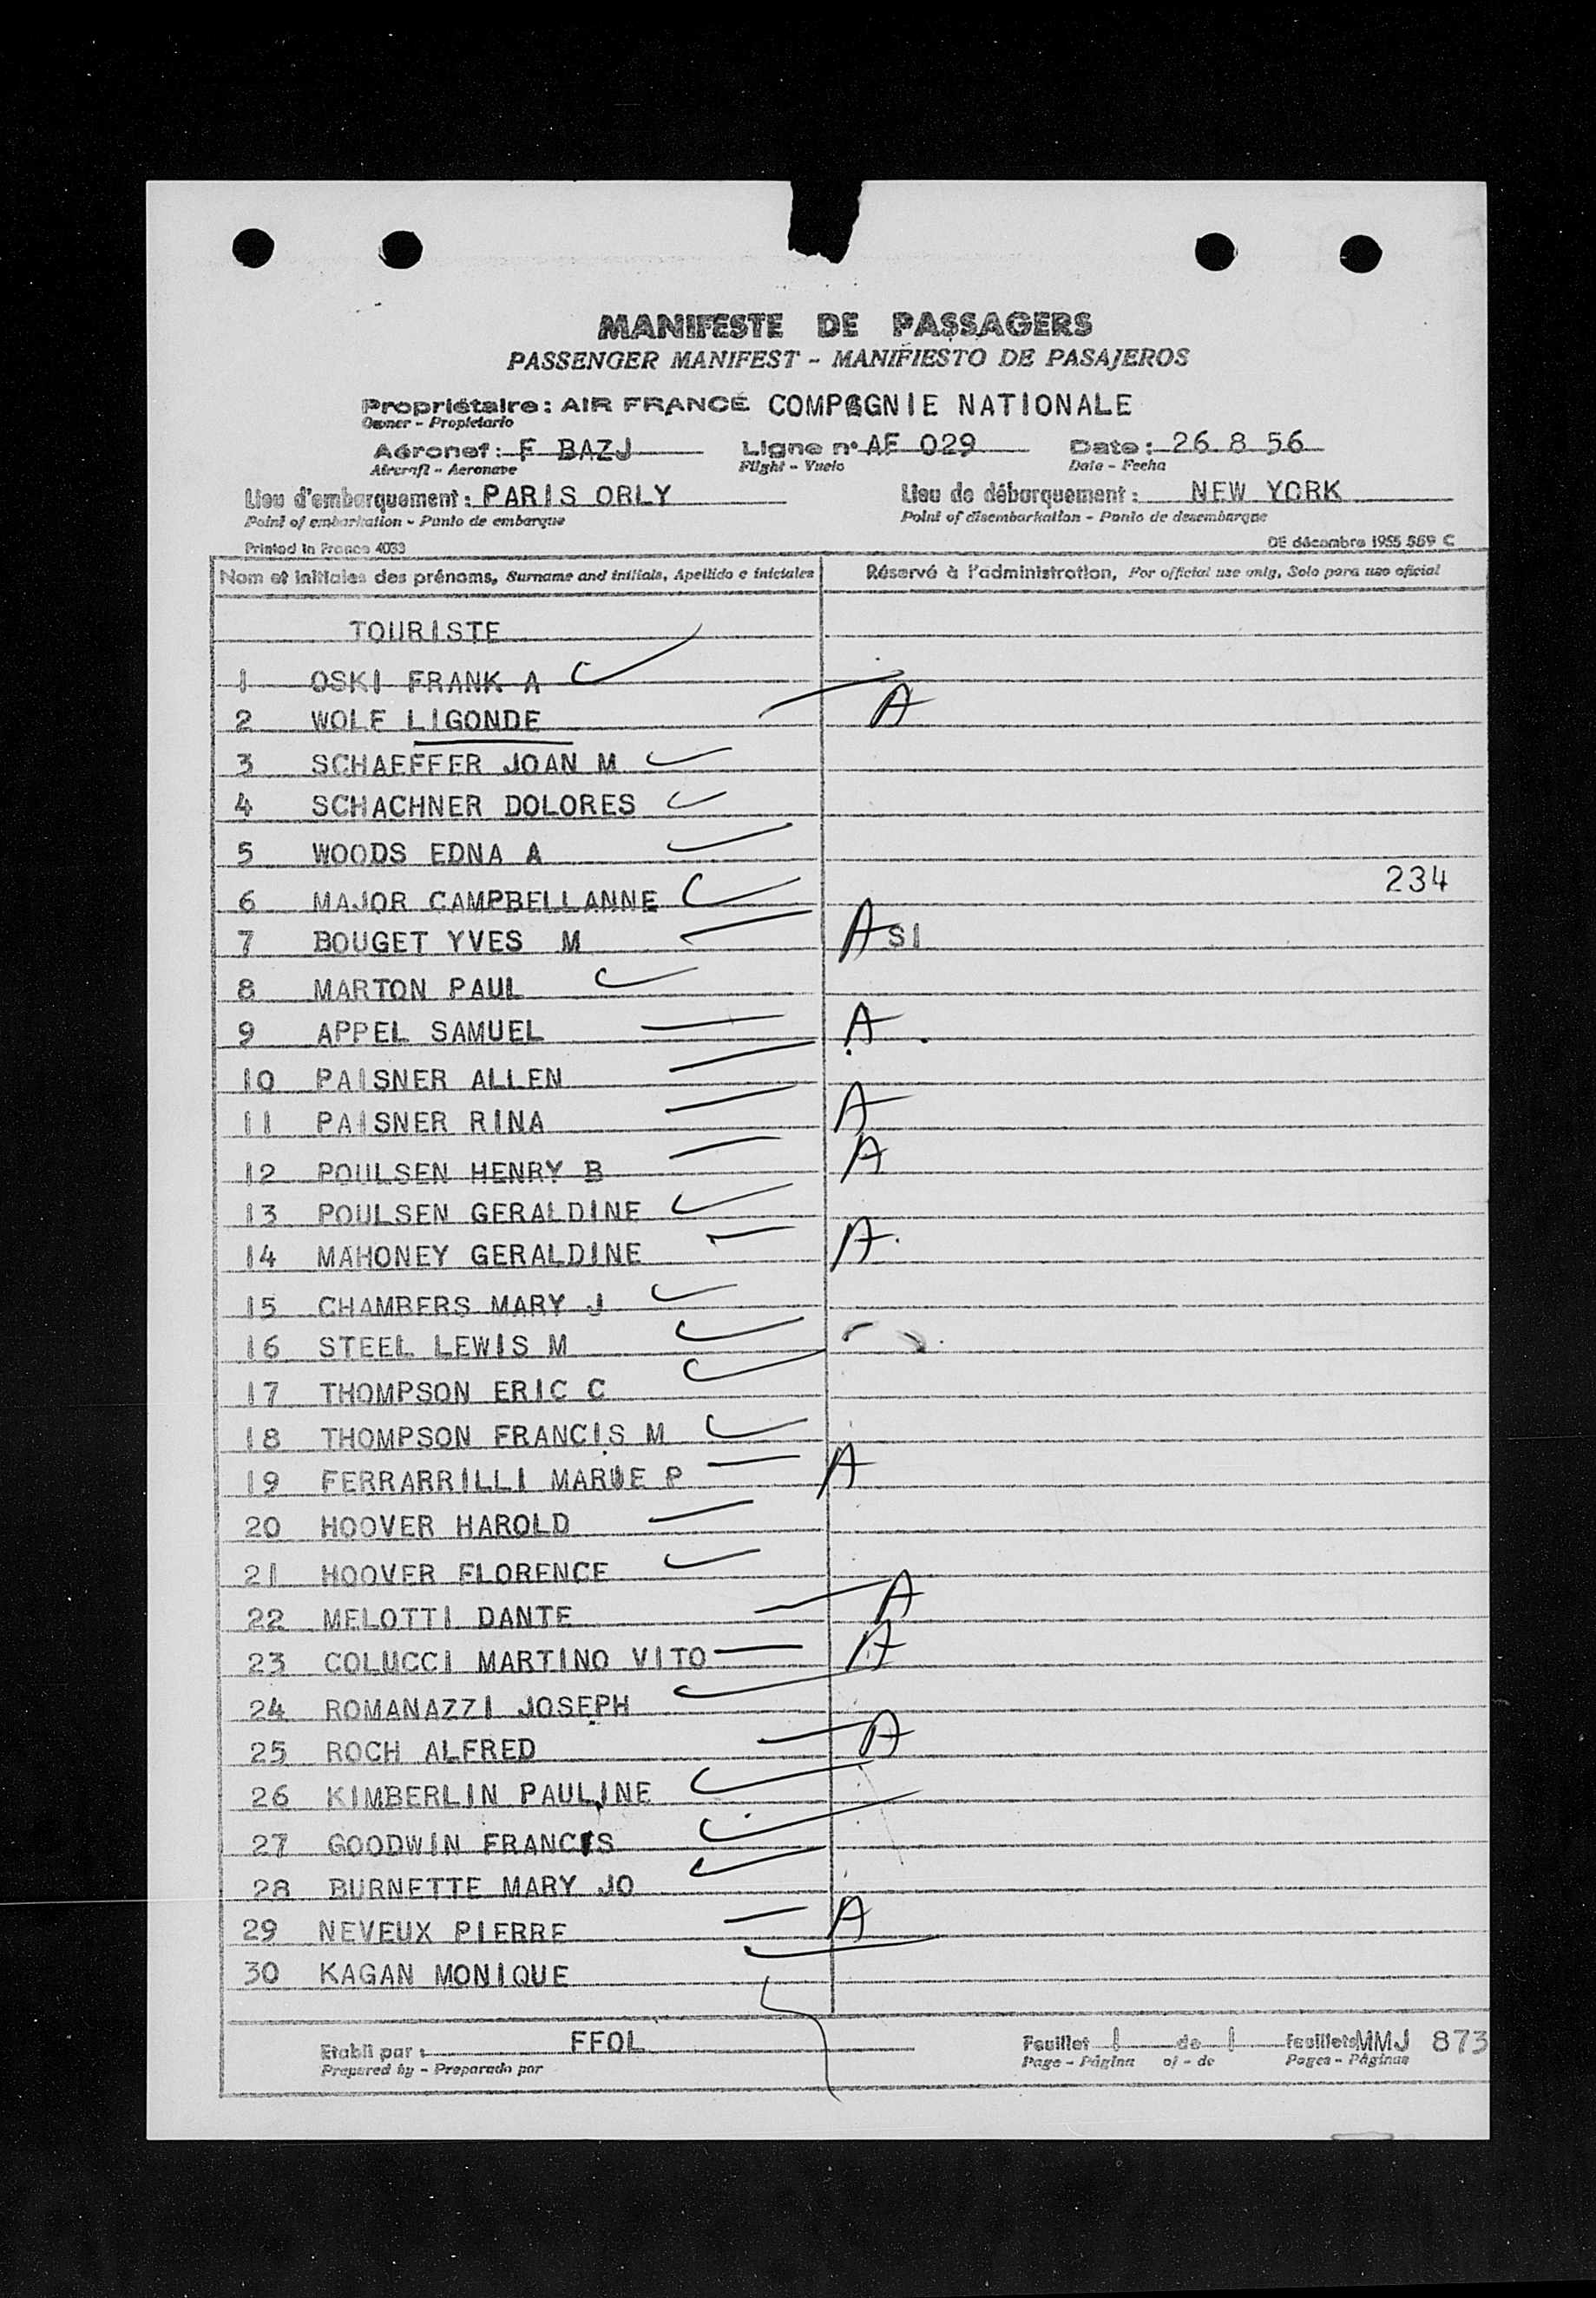 MANIFESTE DE PASSAGERS
PASSENGER MANIFEST - MANIFIESTO DE PASAJEROS
Propriétaire: AIR FRANCE COMPAGNIE NATIONALE
Owner - Propietario
Aéronef: F BAZJ Ligne n° AF 029 Date: 26 8 56
Aircraft - Aeronave Flight - Vuelo Date - Fecha
Lieu d'embarquement: PARIS ORLY Lieu de débarquement: NEW YORK
Point of embarkation - Punto de embarque Point of disembarkation - Punto de desembarque
Printed in France 4033 DE décembre 1955 559 C
Nom et initiales des prénoms, Surname and initials, Apellido e iniciales Réservé à l'administration, For official use only, Solo para uso oficial
TOURISTE
1 OSKI FRANK A
2 WOLF LIGONDE A
3 SCHAEFFER JOAN M
4 SCHACHNER DOLORES
5 WOODS EDNA A
234
6 MAJOR CAMPBELLANNE
7 BOUGET YVES M A SI
8 MARTON PAUL
9 APPEL SAMUEL A
10 PAISNER ALLEN
11 PAISNER RINA A
12 POULSEN HENRY B A
13 POULSEN GERALDINE
14 MAHONEY GERALDINE A
15 CHAMBERS MARY J
16 STEEL LEWIS M
17 THOMPSON ERIC C
18 THOMPSON FRANCIS M
19 FERRARRILLI MARIE P A
20 HOOVER HAROLD
21 HOOVER FLORENCE
22 MELOTTI DANTE A
23 COLUCCI MARTINO VITO A
24 ROMANAZZI JOSEPH
25 ROCH ALFRED A
26 KIMBERLIN PAULINE
27 GOODWIN FRANCIS
28 BURNETTE MARY JO
29 NEVEUX PIERRE A
30 KAGAN MONIQUE
Etabli par: FFOL Feuillet 1 de 1 feuillets MMJ 873
Prepared by - Preparado por Page - Página of - de Pages - Páginas